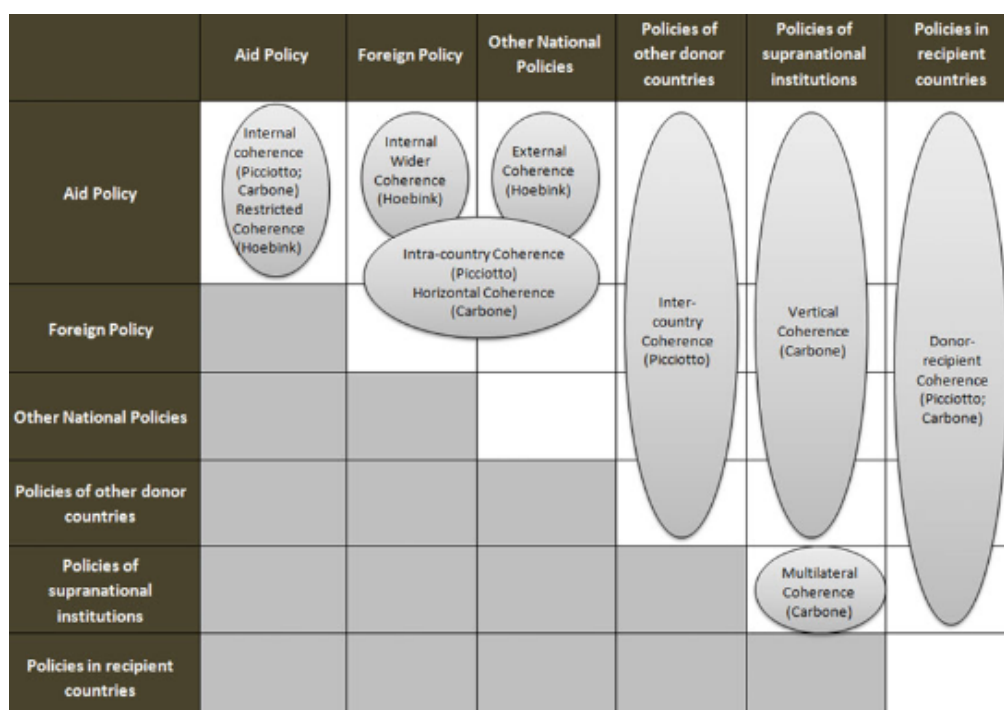 Aid Policy
Foreign Policy
Other National
Policies
Policies of
other donor
countries
Policies of
supranational
institutions
Policies in
recipient
countries
Aid Policy
Internal
coherence
(Picciotto;
Carbone)
Restricted
Coherence
(Hoebink)
Internal
Wider
Coherence
(Hoebink)
External
Coherence
(Hoebink)
Intra-country Coherence
(Picciotto)
Horizontal Coherence
(Carbone)
Inter-
country
Coherence
(Picciotto)
Vertical
Coherence
(Carbone)
Donor-
recipient
Coherence
(Picciotto;
Carbone)
Foreign Policy
Other National Policies
Policies of other donor
countries
Policies of
supranational
institutions
Multilateral
Coherence
(Carbone)
Policies in recipient
countries